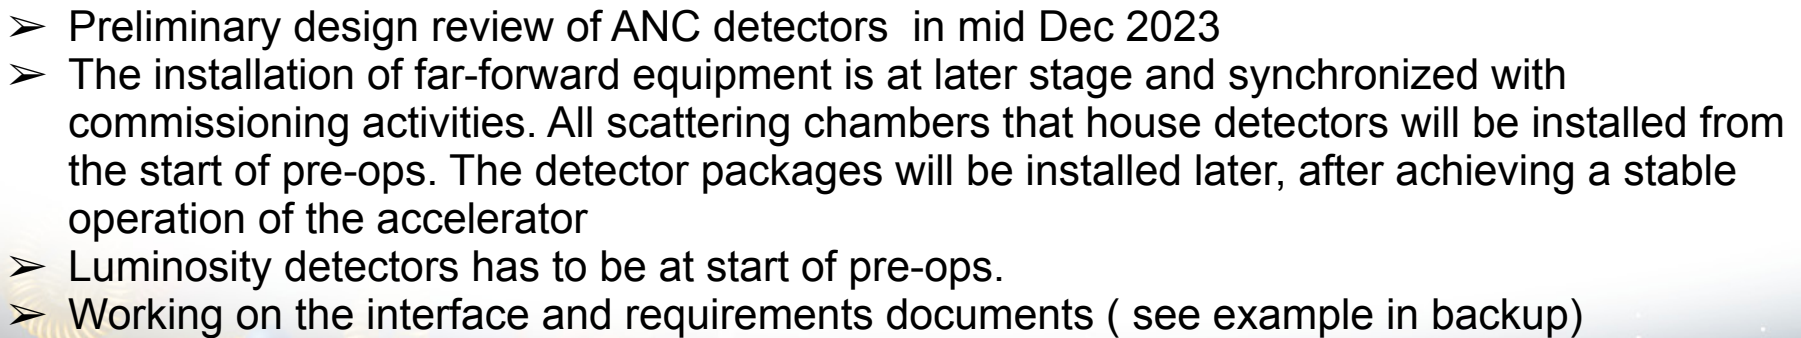 ➢ Preliminary design review of ANC detectors  in mid Dec 2023
➢ The installation of far-forward equipment is at later stage and synchronized with
commissioning activities. All scattering chambers that house detectors will be installed from
the start of pre-ops. The detector packages will be installed later, after achieving a stable
operation of the accelerator
➢ Luminosity detectors has to be at start of pre-ops.
➢ Working on the interface and requirements documents ( see example in backup)